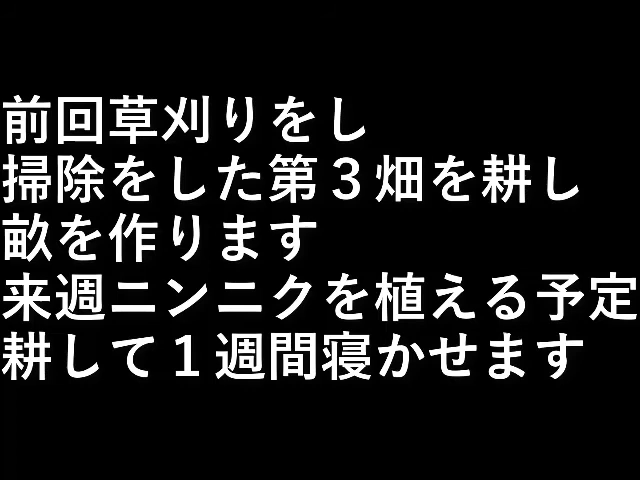 前回草刈りをし
掃除をした第３畑を耕し
畝を作ります
来週ニンニクを植える予定
耕して１週間寝かせます